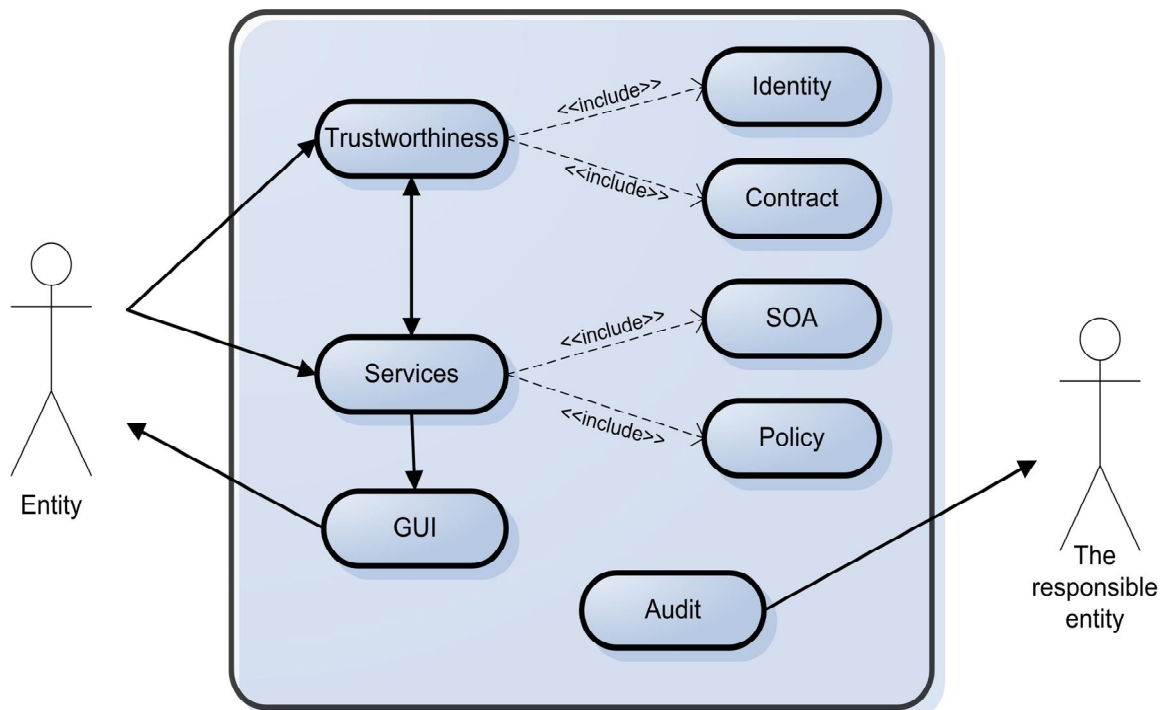 Identity
<<include>>
Trustworthiness
<<include>>
Contract
SOA
<<include>>
Services
<<include>>
Policy
Entity
GUI
Audit
The
responsible
entity